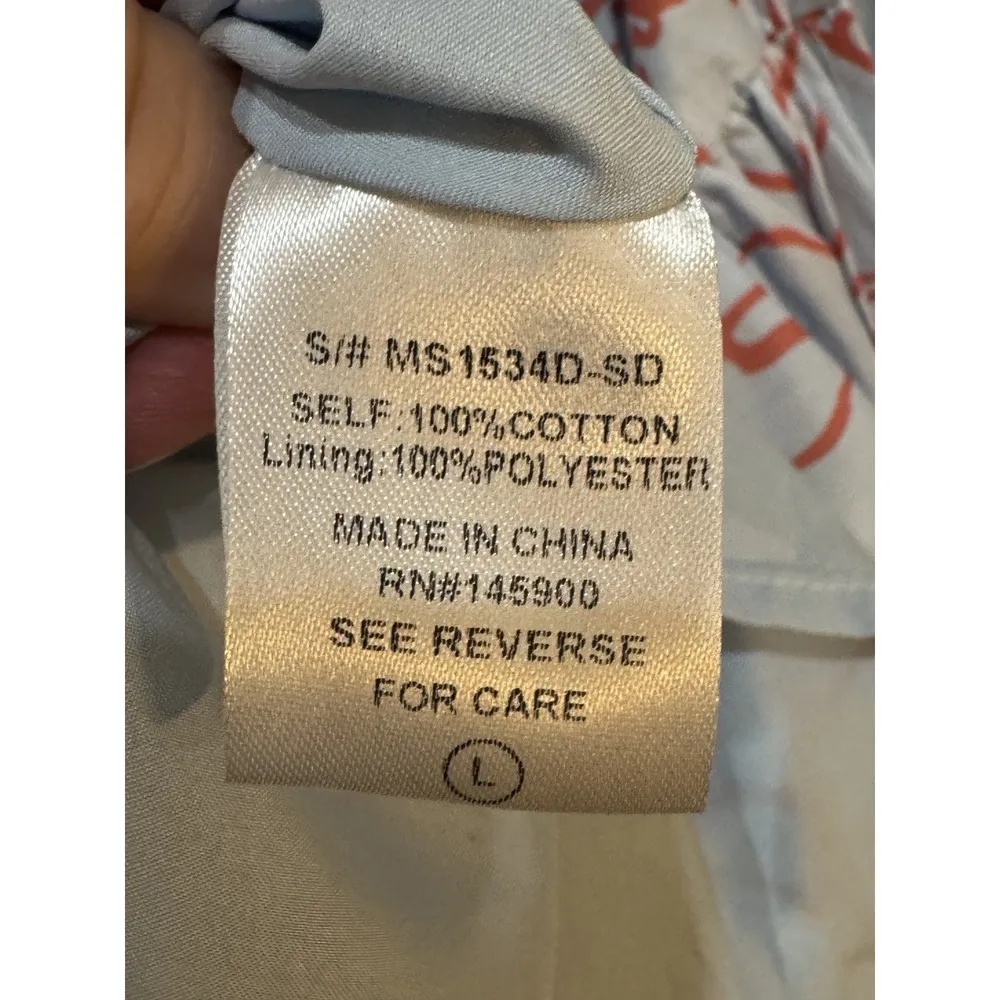 S/# MS1534D-SD
SELF:100%COTTON
Lining:100%POLYESTER
MADE IN CHINA
RN#145900
SEE REVERSE
FOR CARE
L